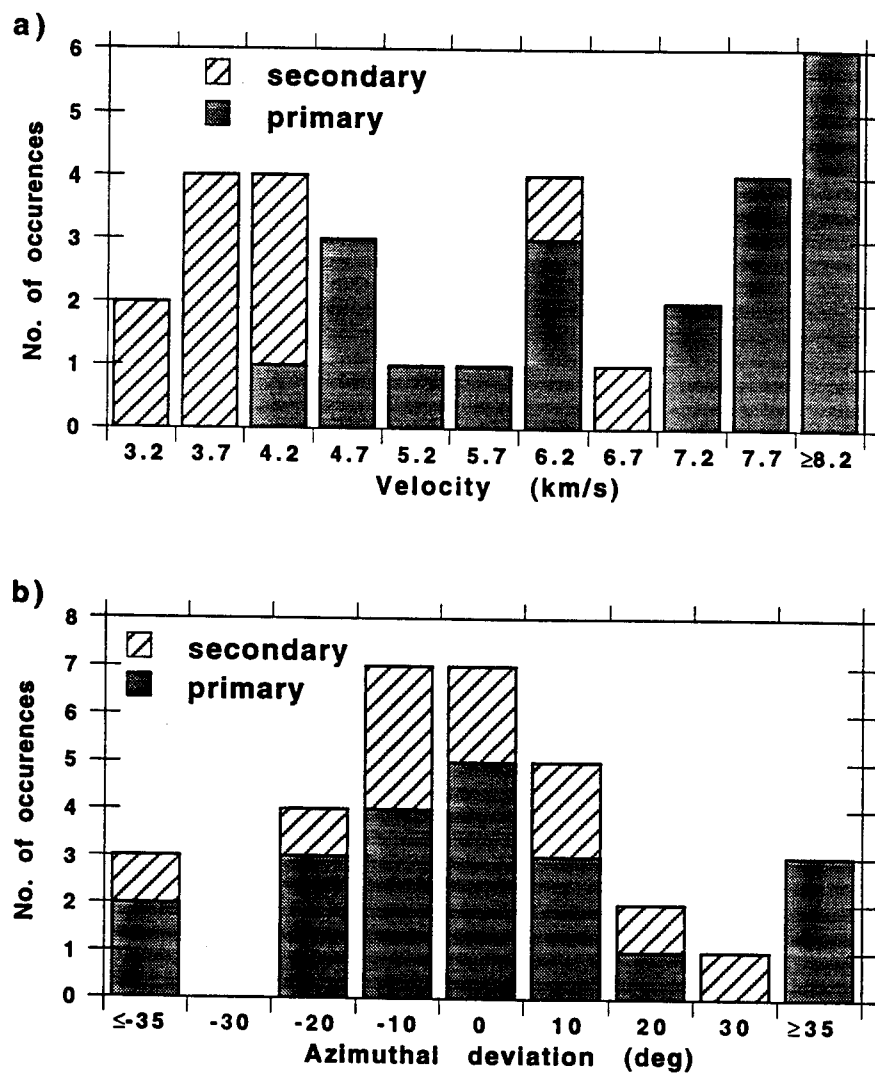 a)
6
5
4
3
2
1
0
No. of occurences
secondary
primary
3.2 3.7 4.2 4.7 5.2 5.7 6.2 6.7 7.2 7.7 ≥8.2
Velocity (km/s)
b)
8
7
6
5
4
3
2
1
0
No. of occurences
secondary
primary
≤-35 -30 -20 -10 0 10 20 30 ≥35
Azimuthal deviation (deg)